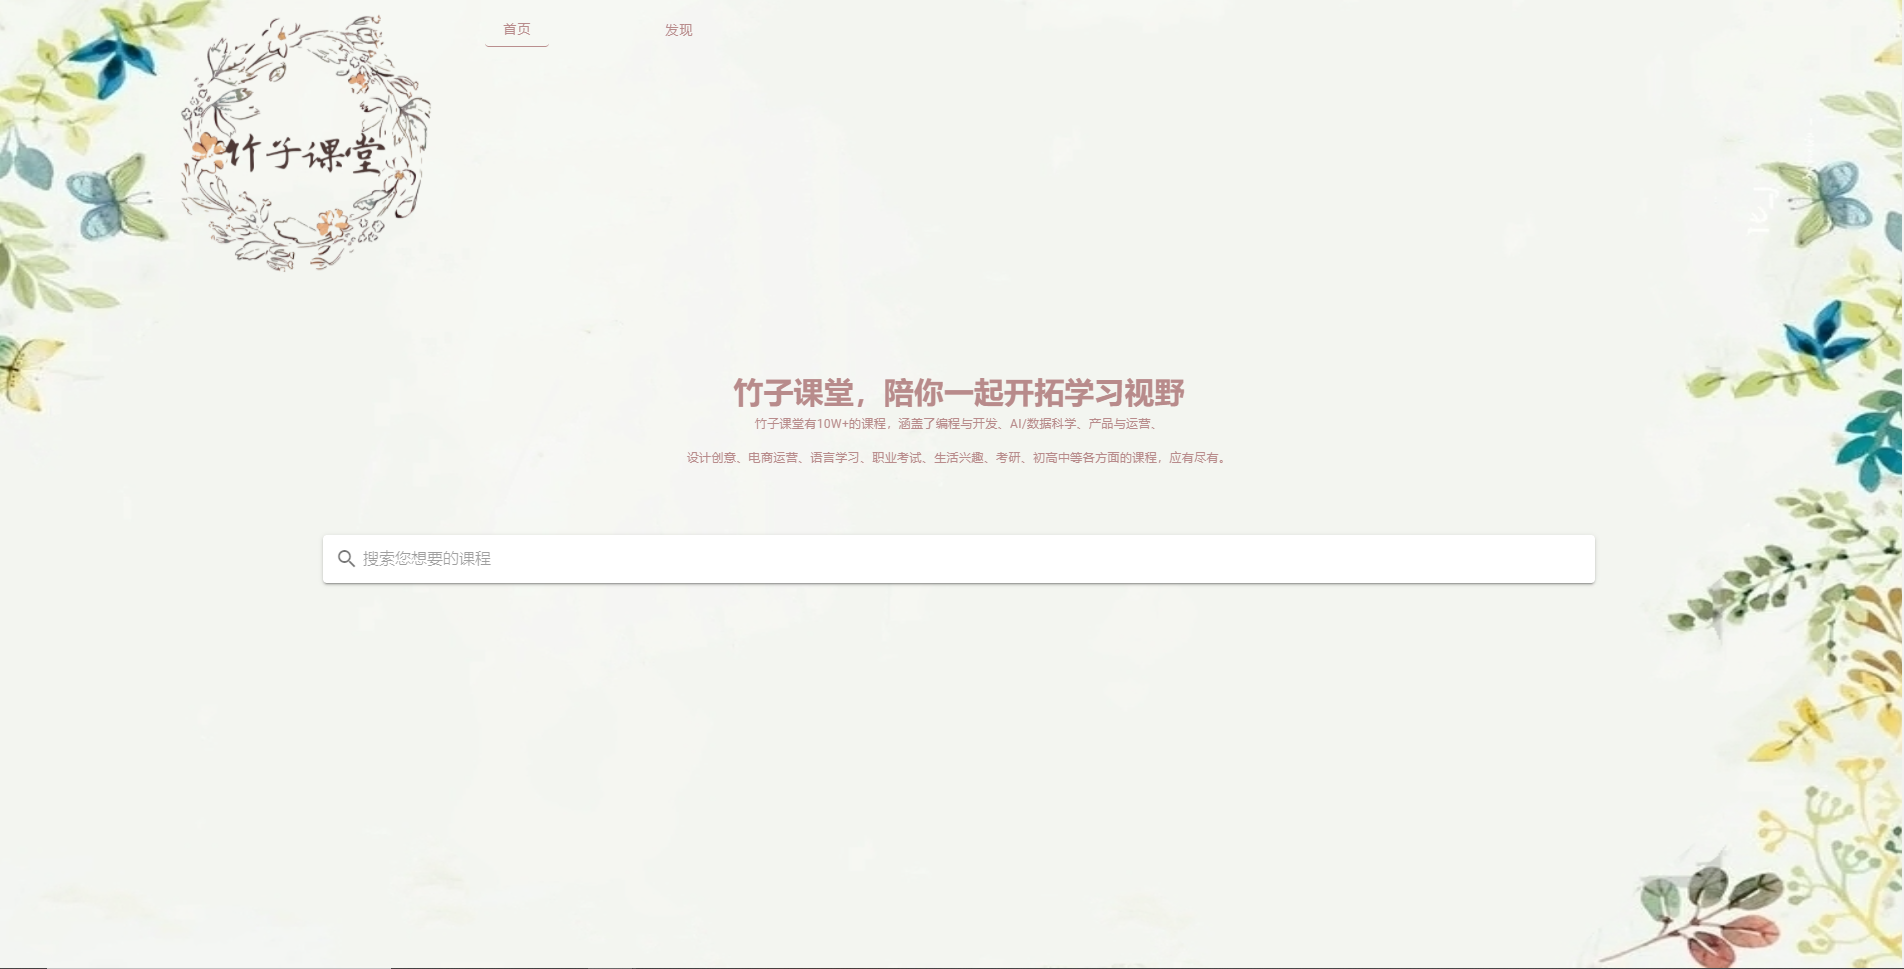 首页
发现
竹子课堂
竹子课堂，陪你一起开拓学习视野
竹子课堂有10W+的课程，涵盖了编程与开发、AI/数据科学、产品与运营、
设计创意、电商运营、语言学习、职业考试、生活兴趣、考研、初高中等各方面的课程，应有尽有。
搜索您想要的课程